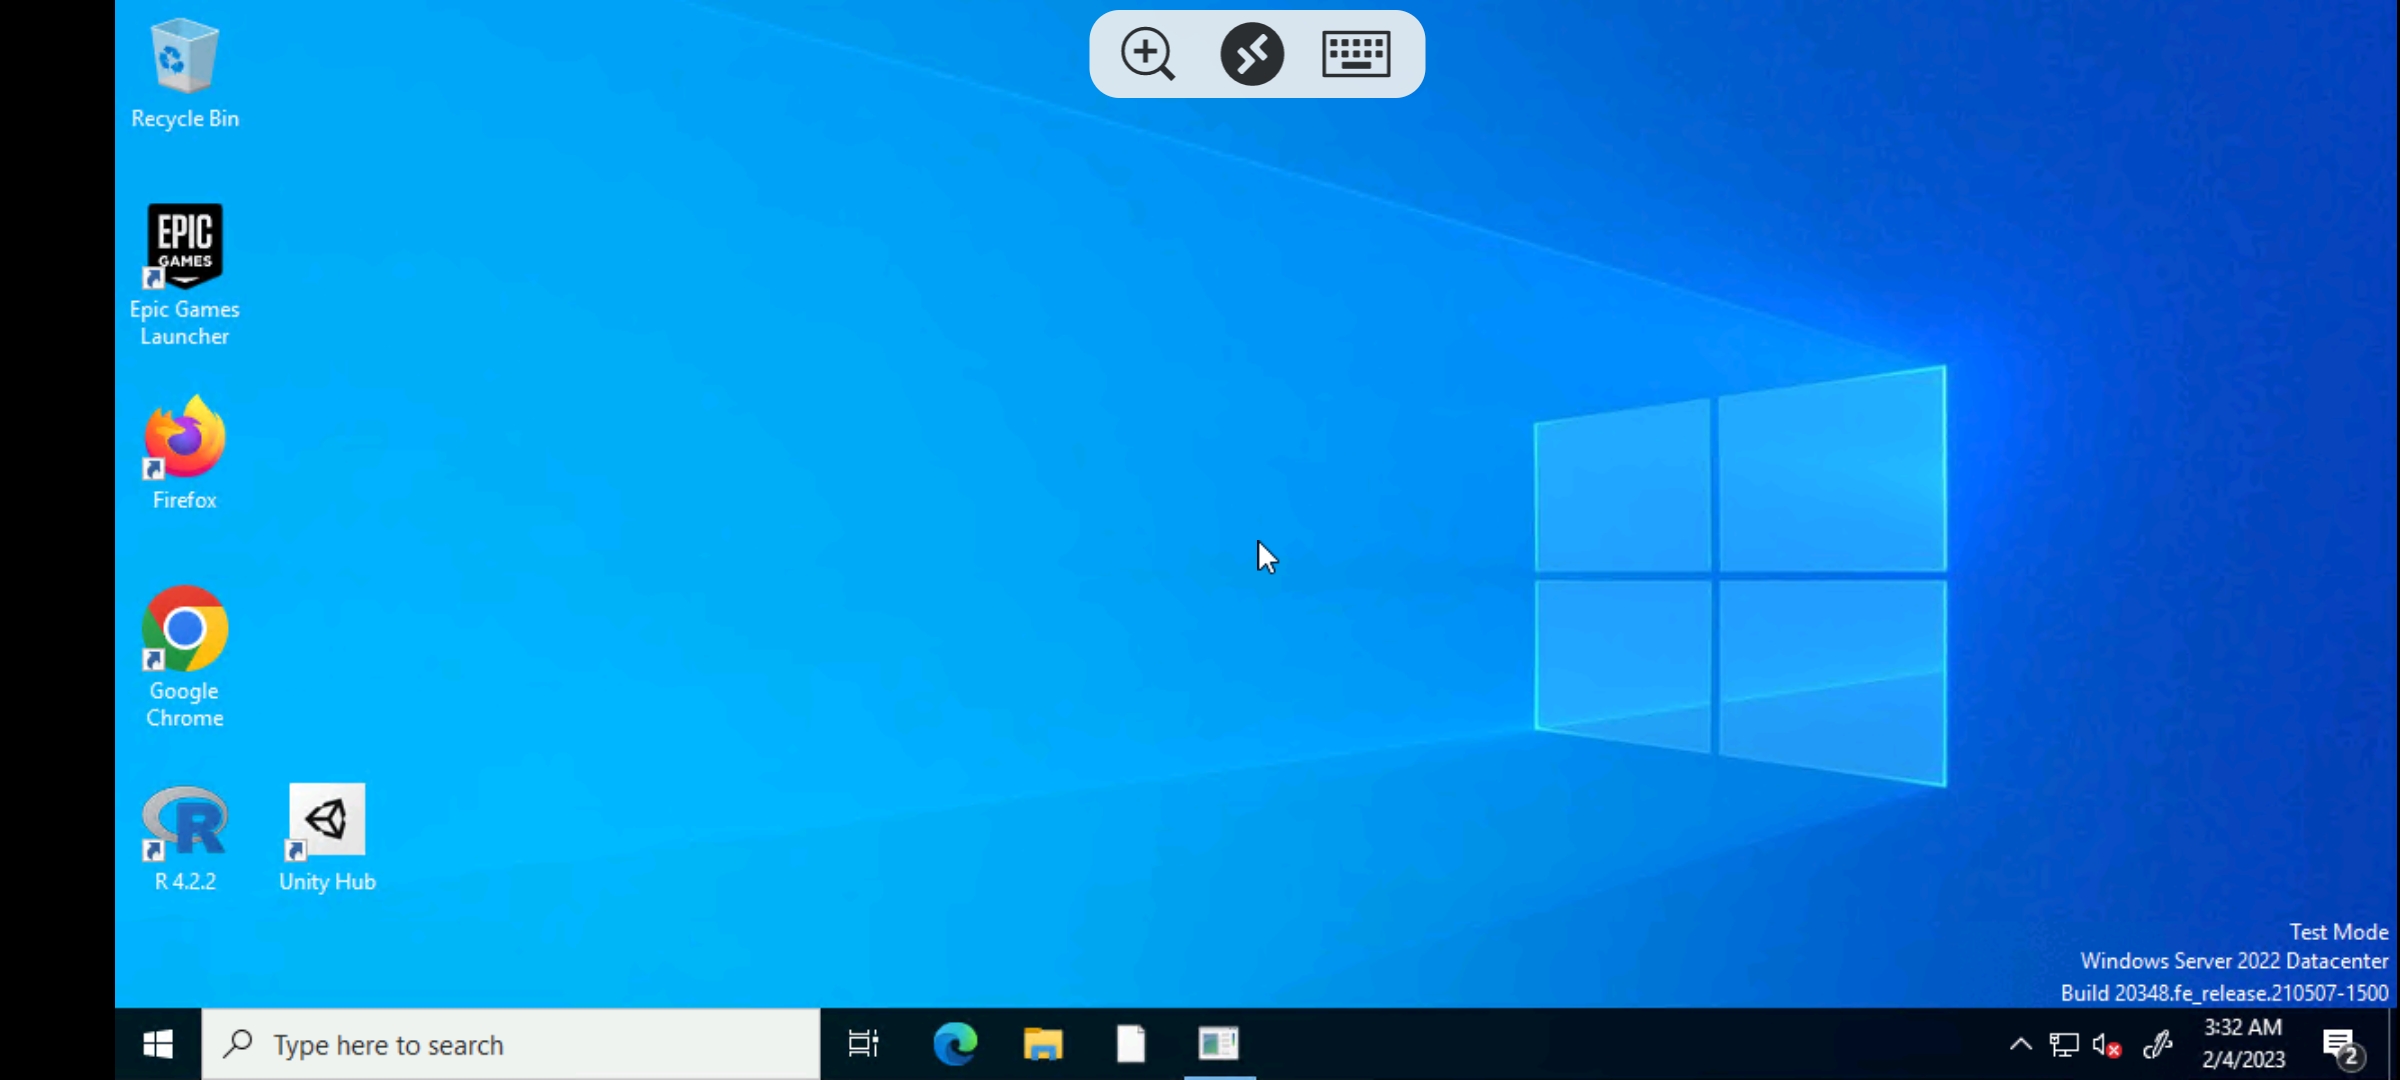 Recycle Bin
EPIC
GAMES
Epic Games
Launcher
Firefox
Google
Chrome
R 4.2.2
Unity Hub
Test Mode
Windows Server 2022 Datacenter
Build 20348.fe_release.210507-1500
Type here to search
3:32 AM
2/4/2023
2